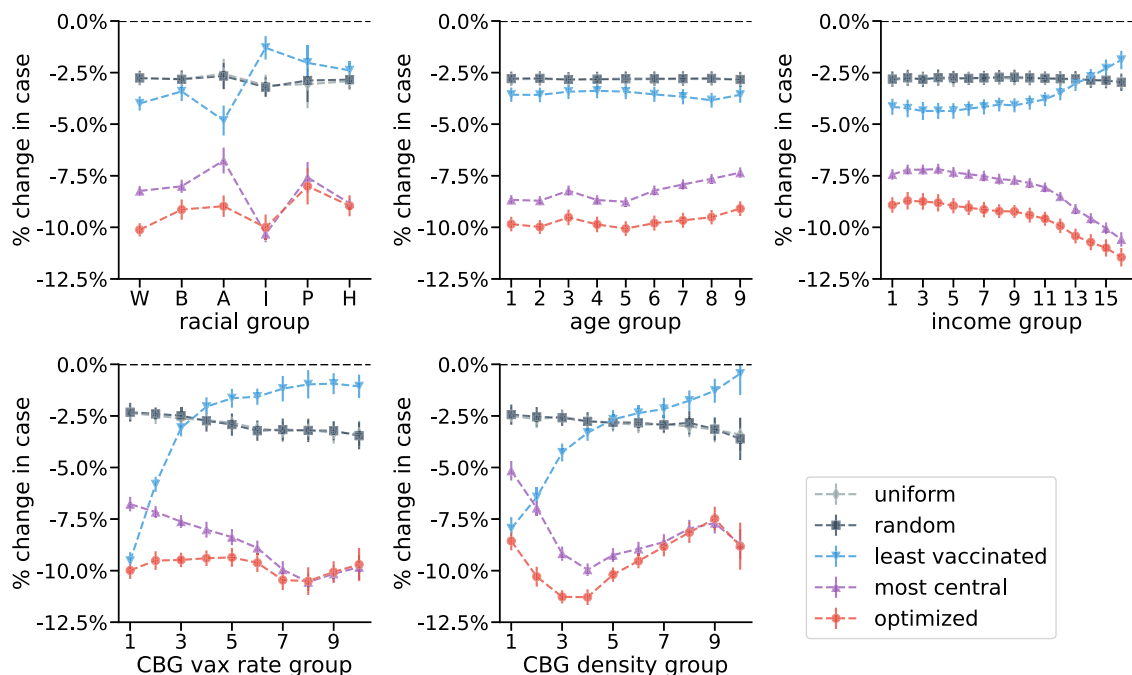 0.0%
-2.5%
-5.0%
-7.5%
-10.0%
-12.5%
% change in case
W B A I P H
racial group
0.0%
-2.5%
-5.0%
-7.5%
-10.0%
-12.5%
% change in case
1 2 3 4 5 6 7 8 9
age group
0.0%
-2.5%
-5.0%
-7.5%
-10.0%
-12.5%
% change in case
1 3 5 7 9 11 13 15
income group
0.0%
-2.5%
-5.0%
-7.5%
-10.0%
-12.5%
% change in case
1 3 5 7 9
CBG vax rate group
0.0%
-2.5%
-5.0%
-7.5%
-10.0%
-12.5%
% change in case
1 3 5 7 9
CBG density group
uniform
random
least vaccinated
most central
optimized